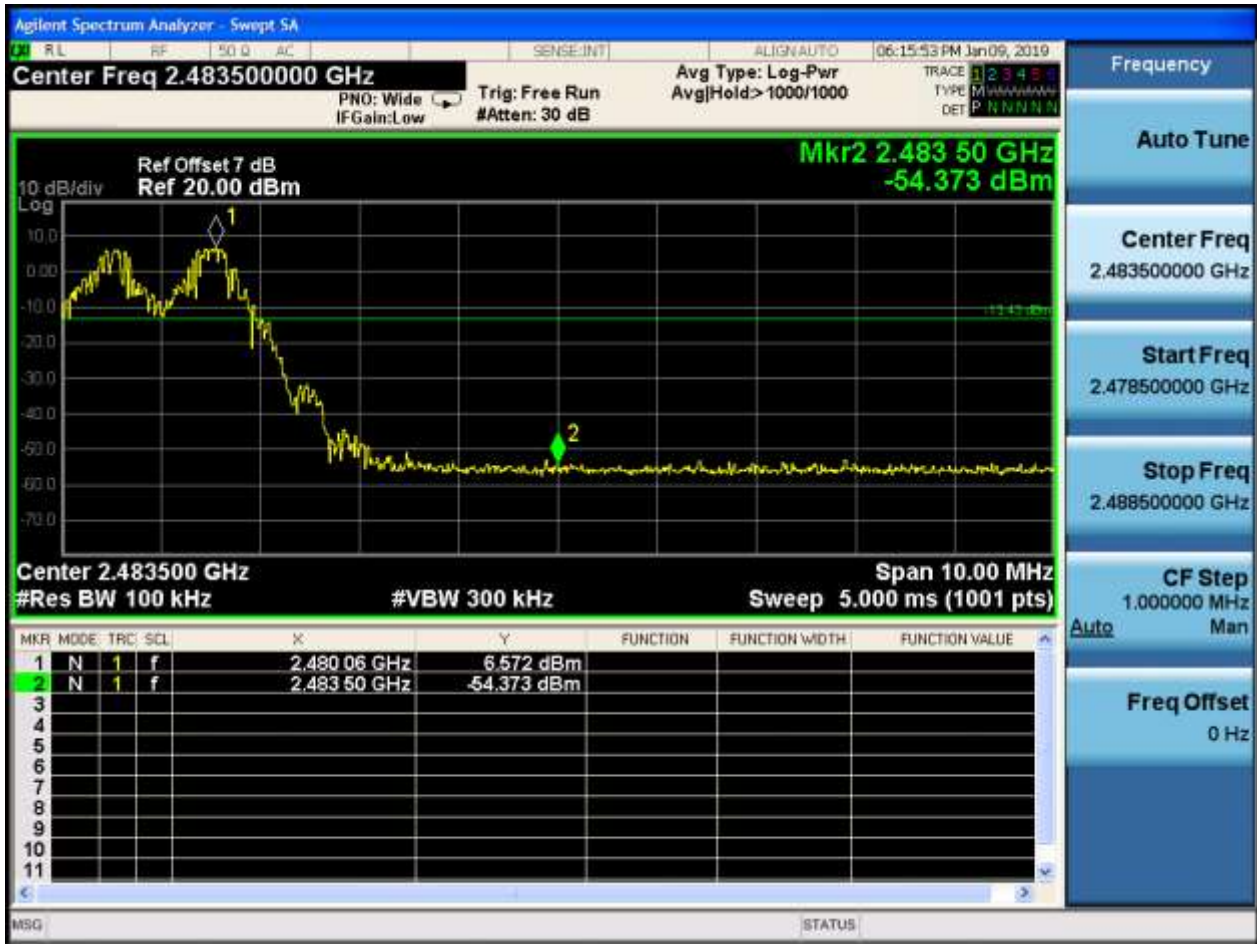 Agilent Spectrum Analyzer - Swept SA
RL RF 50 Ω AC SENSE:INT ALIGNAUTO 06:15:53 PM Jan 09, 2019
Center Freq 2.483500000 GHz
PNO: Wide
IFGain:Low
Trig: Free Run
#Atten: 30 dB
Avg Type: Log-Pwr
Avg|Hold:> 1000/1000
TRACE 1 2 3 4 5 6
TYPE M
DET P N N N N N
Ref Offset 7 dB
10 dB/div Ref 20.00 dBm
Log
Mkr2 2.483 50 GHz
-54.373 dBm
1
10.0
0.00
-10.0
-13.43 dBm
-20.0
-30.0
-40.0
2
-50.0
-60.0
-70.0
Center 2.483500 GHz Span 10.00 MHz
#Res BW 100 kHz #VBW 300 kHz Sweep 5.000 ms (1001 pts)
MKR MODE TRC SCL X Y FUNCTION FUNCTION WIDTH FUNCTION VALUE
1 N 1 f 2.480 06 GHz 6.572 dBm
2 N 1 f 2.483 50 GHz -54.373 dBm
3
4
5
6
7
8
9
10
11
MSG STATUS
Frequency
Auto Tune
Center Freq
2.483500000 GHz
Start Freq
2.478500000 GHz
Stop Freq
2.488500000 GHz
CF Step
1.000000 MHz
Auto Man
Freq Offset
0 Hz